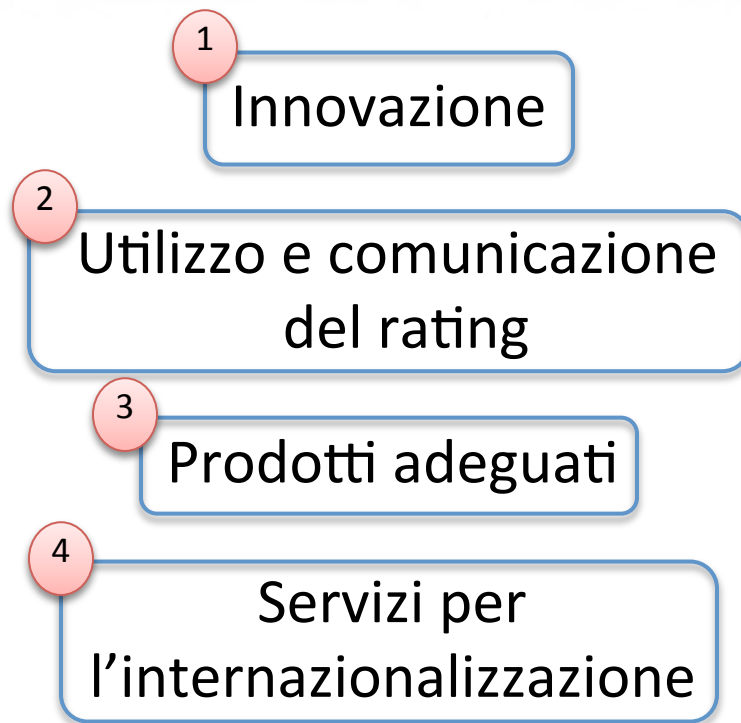 1
Innovazione
2
Utilizzo e comunicazione
del rating
3
Prodotti adeguati
4
Servizi per
l’internazionalizzazione